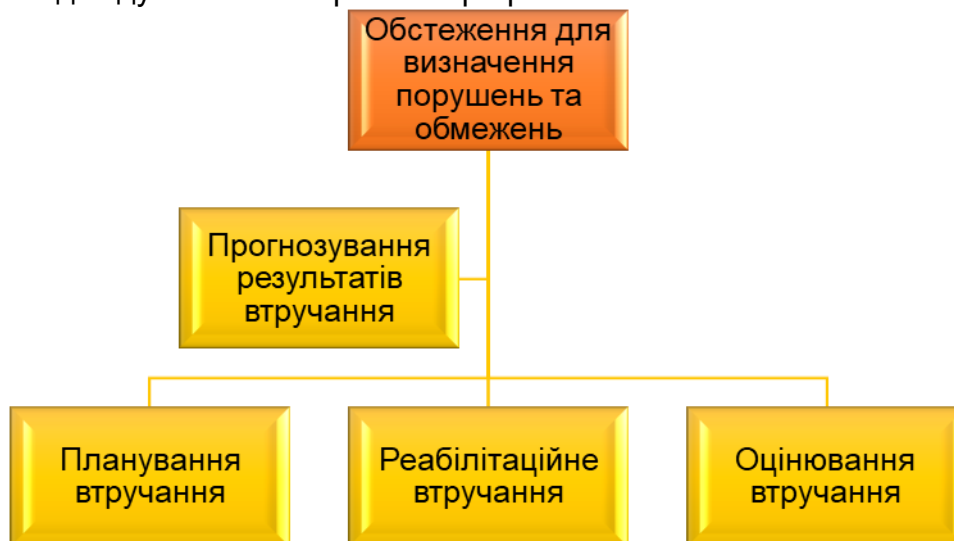 Обстеження для
визначення
порушень та
обмежень
Прогнозування
результатів
втручання
Планування
втручання
Реабілітаційне
втручання
Оцінювання
втручання